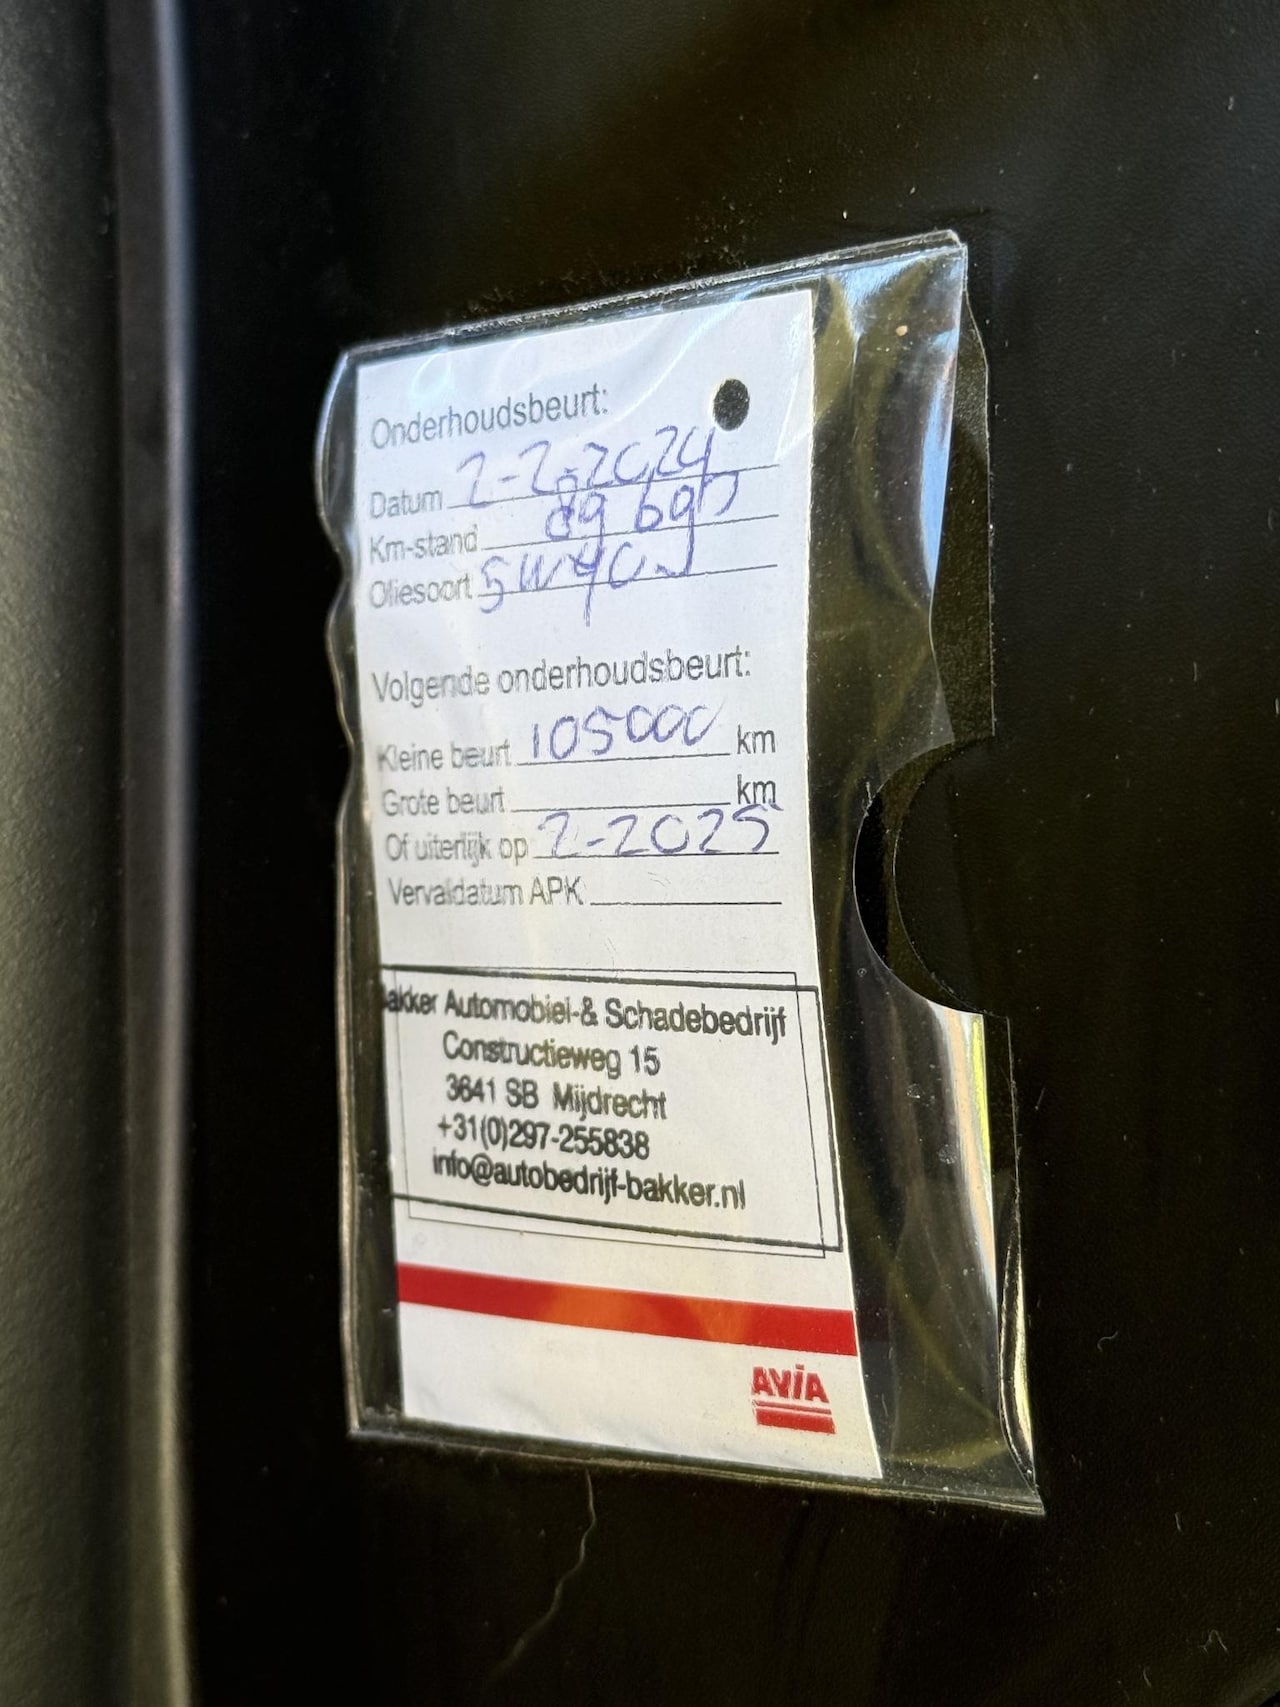 Onderhoudsbeurt:
Datum 2-2-2024
Km-stand 89 69
Oliesoort 5W40
Volgende onderhoudsbeurt:
Kleine beurt 105000 km
Grote beurt km
Of uiterlijk op 2-2025
Vervaldatum APK
Bakker Automobiel-& Schadebedrijf
Constructieweg 15
3641 SB Mijdrecht
+31(0)297-255838
info@autobedrijf-bakker.nl
AVIA